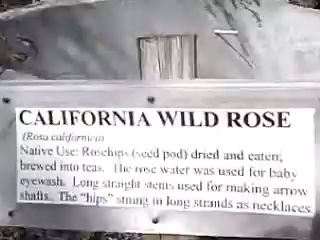 CALIFORNIA WILD ROSE
(Rosa californica)
Native Use: Rosehips (seed pod) dried and eaten;
brewed into teas. The rose water was used for baby
eyewash. Long straight stems used for making arrow
shafts. The "hips" strung in long strands as necklaces